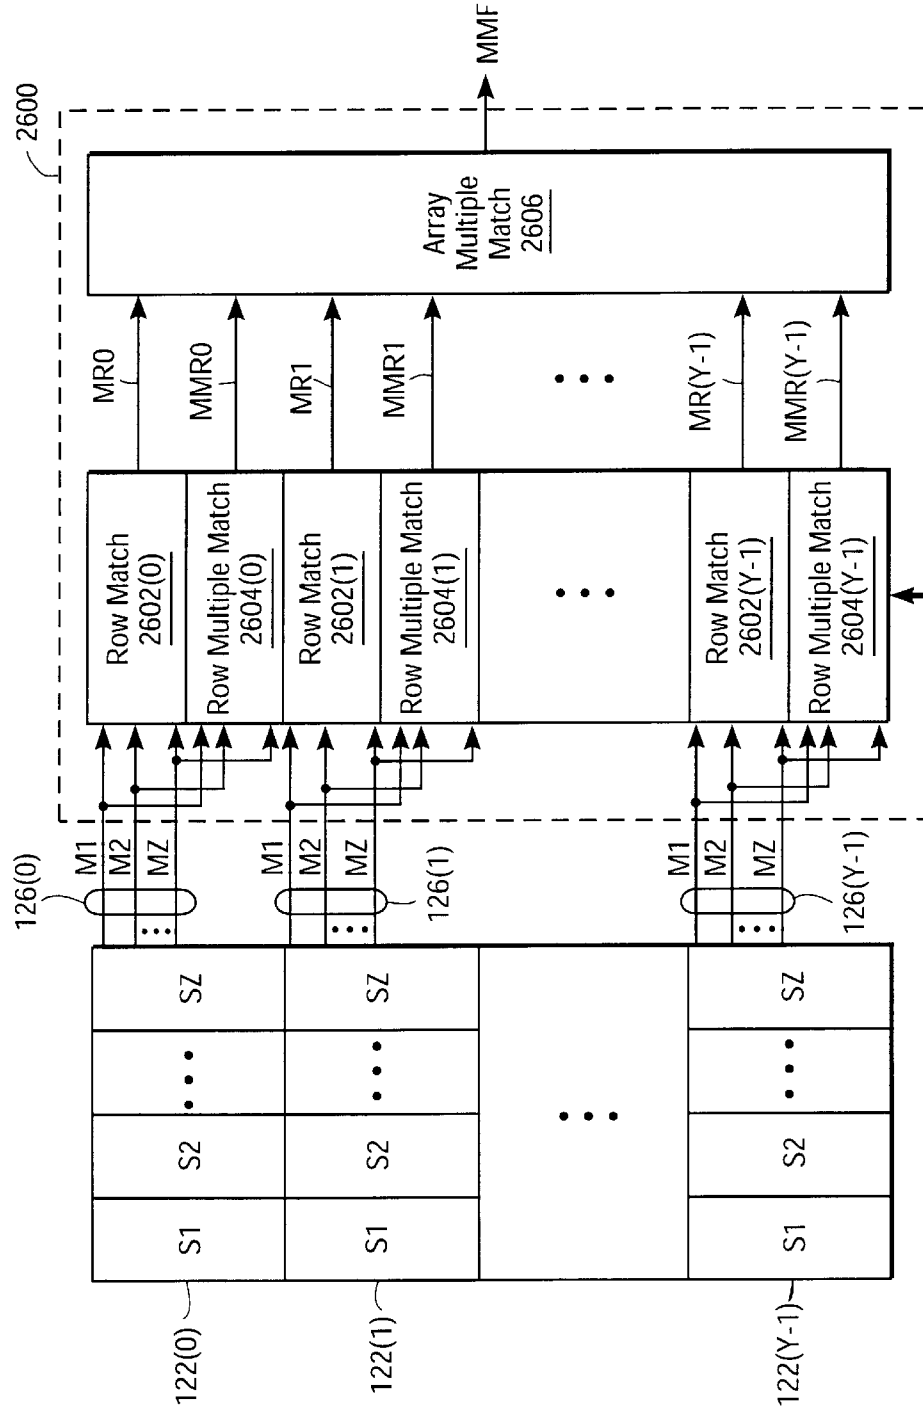 2600
MMF
Array
Multiple
Match
2606
MR0
MMR0
MR1
MMR1
MR(Y-1)
MMR(Y-1)
Row Match
2602(0)
Row Multiple Match
2604(0)
Row Match
2602(1)
Row Multiple Match
2604(1)
Row Match
2602(Y-1)
Row Multiple Match
2604(Y-1)
126(0)
M1
M2
MZ
126(1)
M1
M2
MZ
126(Y-1)
M1
M2
MZ
S1 S2 SZ
S1 S2 SZ
S1 S2 SZ
122(0)
122(1)
122(Y-1)